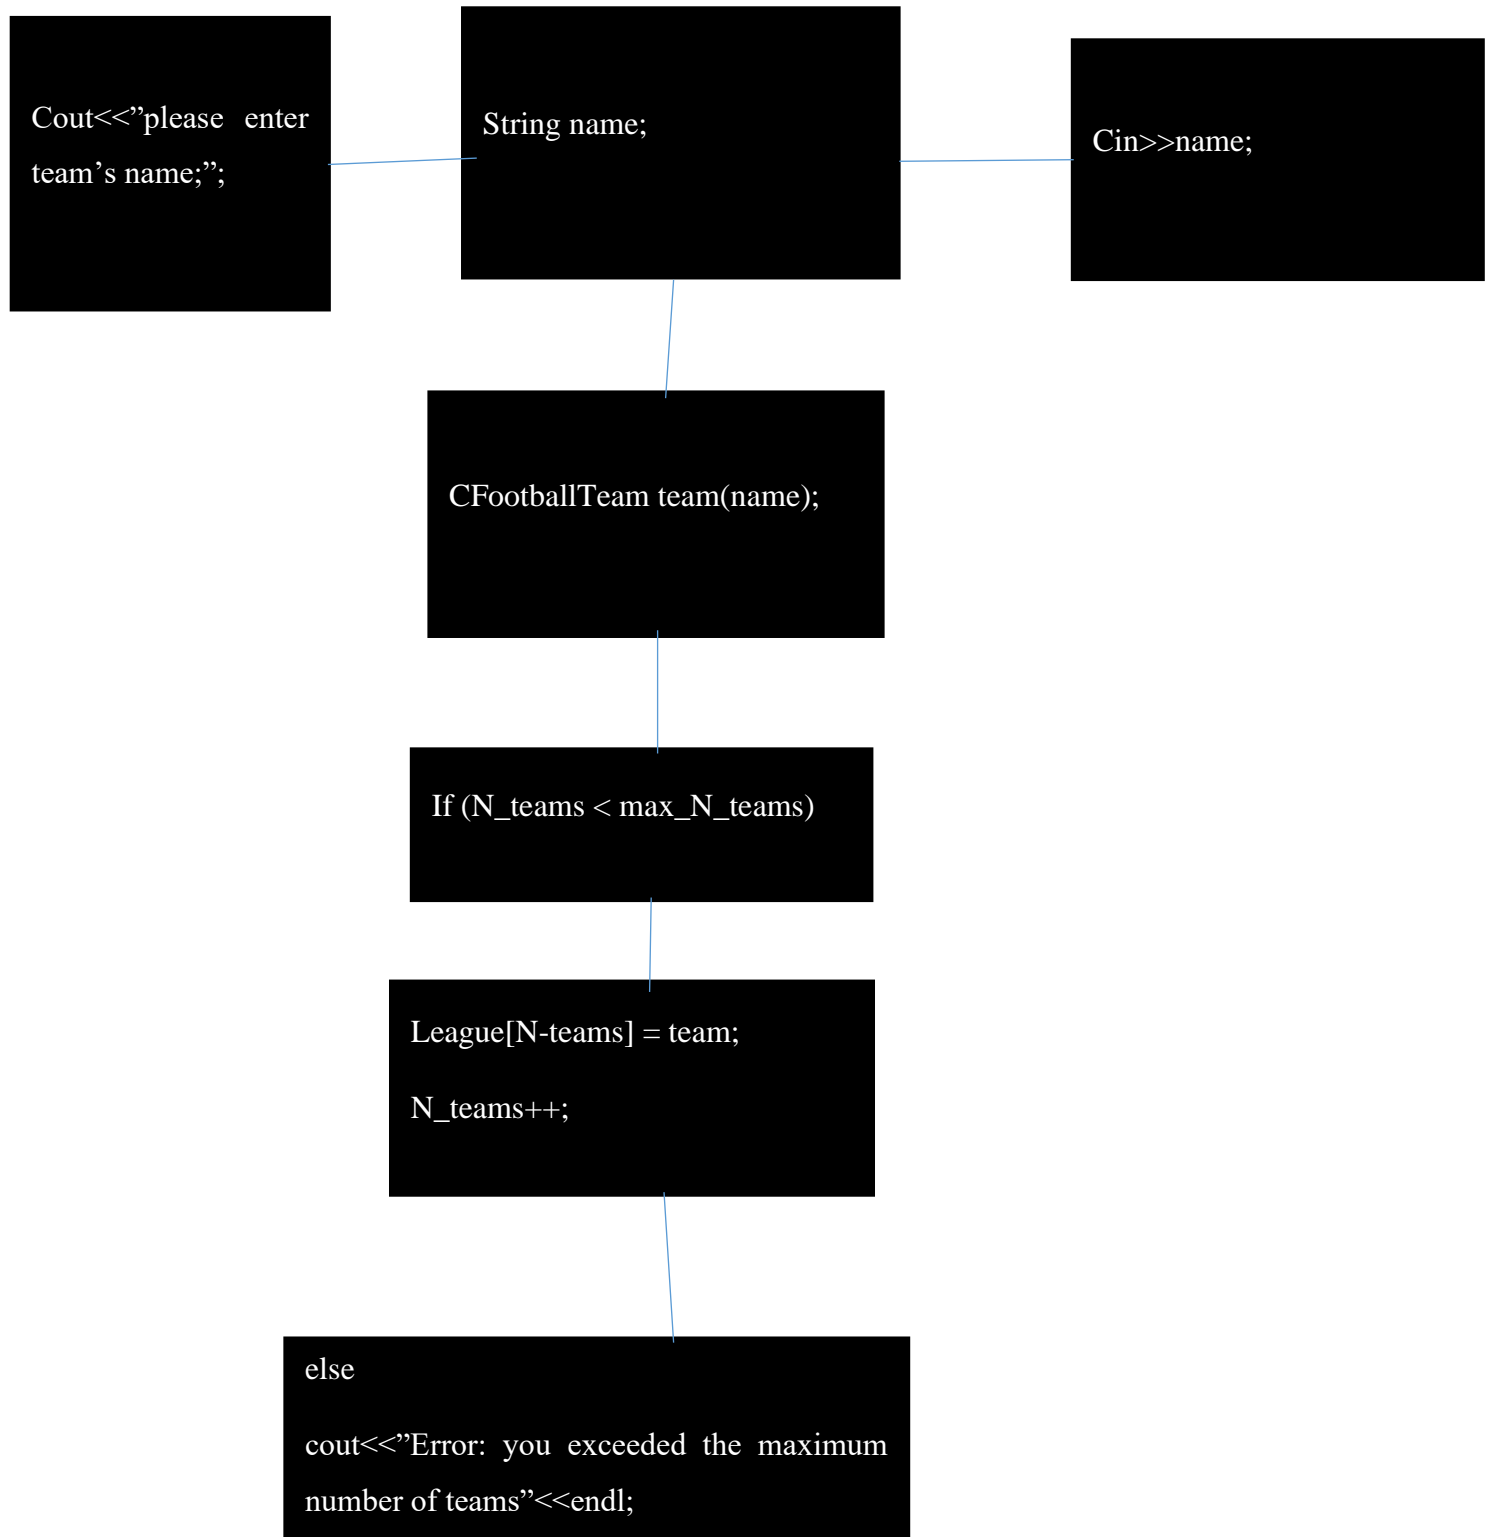 Cout<<”please enter
team’s name;”;
String name;
Cin>>name;
CFootballTeam team(name);
If (N_teams < max_N_teams)
League[N-teams] = team;
N_teams++;
else
cout<<”Error: you exceeded the maximum
number of teams”<<endl;